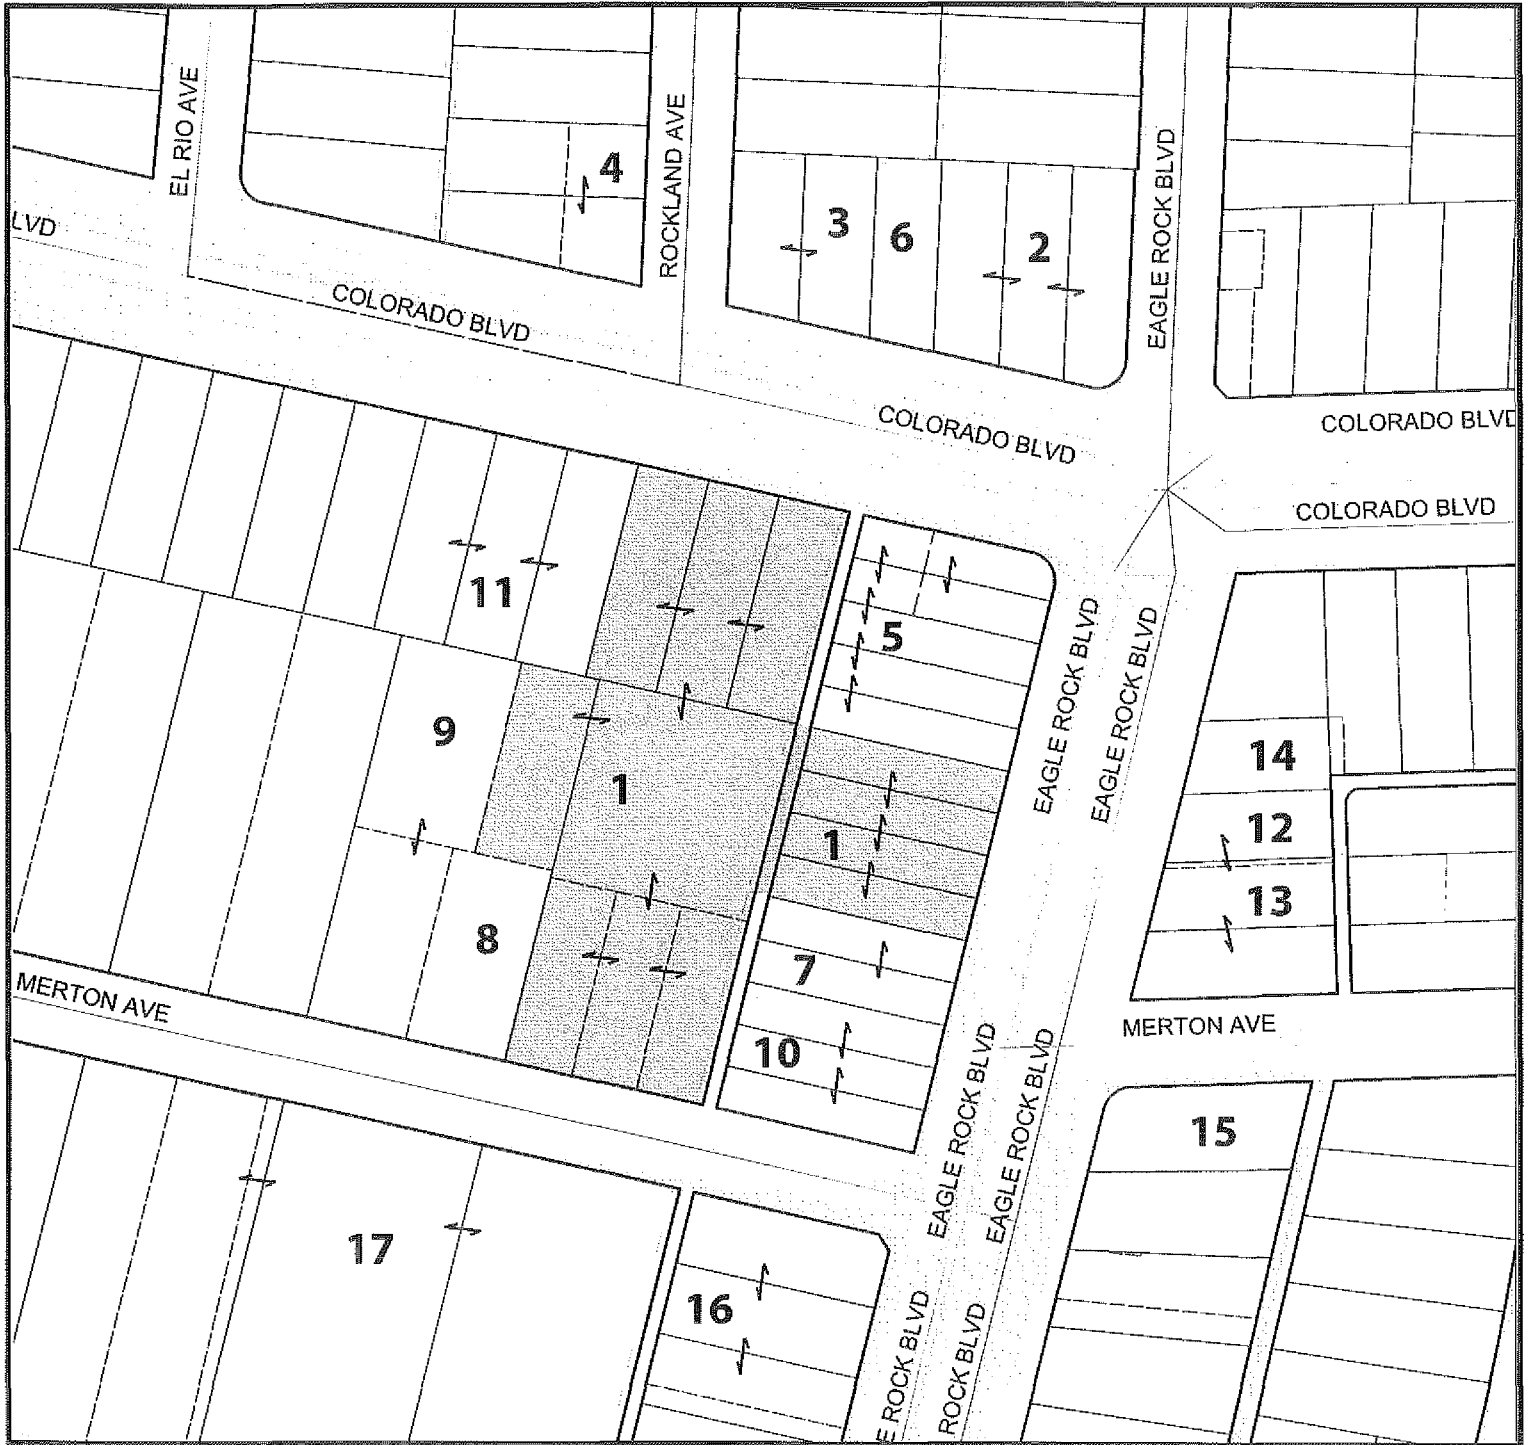 EL RIO AVE
4
ROCKLAND AVE
3
6
2
EAGLE ROCK BLVD
LVD
COLORADO BLVD
COLORADO BLVD
COLORADO BLVD
COLORADO BLVD
11
5
EAGLE ROCK BLVD
EAGLE ROCK BLVD
9
1
1
14
12
13
8
7
10
MERTON AVE
MERTON AVE
EAGLE ROCK BLVD
EAGLE ROCK BLVD
15
17
16
E ROCK BLVD
ROCK BLVD